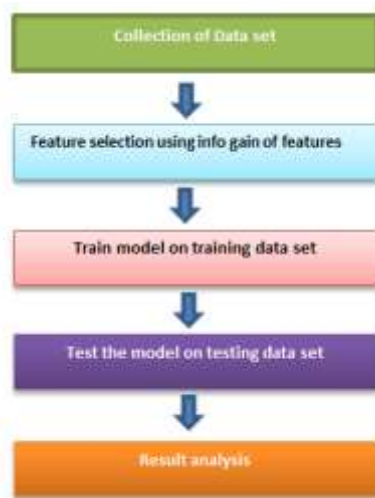 Collection of Data set
Feature selection using info gain of features
Train model on training data set
Test the model on testing data set
Result analysis